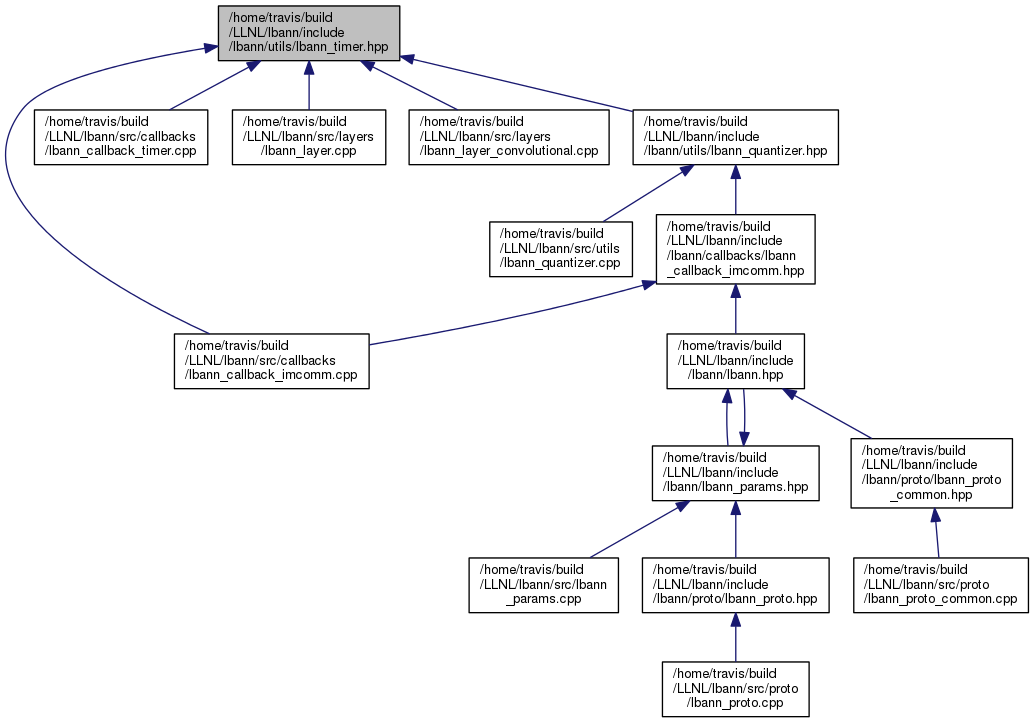 /home/travis/build
/LLNL/lbann/include
/lbann/utils/lbann_timer.hpp
/home/travis/build
/LLNL/lbann/src/callbacks
/lbann_callback_timer.cpp
/home/travis/build
/LLNL/lbann/src/layers
/lbann_layer.cpp
/home/travis/build
/LLNL/lbann/src/layers
/lbann_layer_convolutional.cpp
/home/travis/build
/LLNL/lbann/include
/lbann/utils/lbann_quantizer.hpp
/home/travis/build
/LLNL/lbann/src/utils
/lbann_quantizer.cpp
/home/travis/build
/LLNL/lbann/include
/lbann/callbacks/lbann
_callback_imcomm.hpp
/home/travis/build
/LLNL/lbann/src/callbacks
/lbann_callback_imcomm.cpp
/home/travis/build
/LLNL/lbann/include
/lbann/lbann.hpp
/home/travis/build
/LLNL/lbann/include
/lbann/lbann_params.hpp
/home/travis/build
/LLNL/lbann/include
/lbann/proto/lbann_proto
_common.hpp
/home/travis/build
/LLNL/lbann/src/lbann
_params.cpp
/home/travis/build
/LLNL/lbann/include
/lbann/proto/lbann_proto.hpp
/home/travis/build
/LLNL/lbann/src/proto
/lbann_proto_common.cpp
/home/travis/build
/LLNL/lbann/src/proto
/lbann_proto.cpp